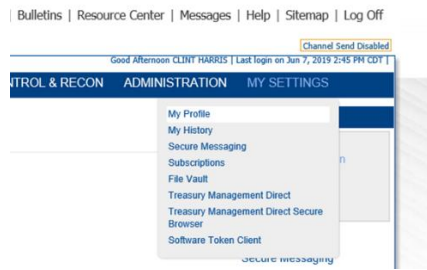 | Bulletins | Resource Center | Messages | Help | Sitemap | Log Off
Channel Send Disabled
Good Afternoon CLINT HARRIS | Last login on Jun 7, 2019 2:45 PM CDT |
NTROL & RECON ADMINISTRATION MY SETTINGS
My Profile
My History
Secure Messaging
Subscriptions
n
File Vault
Treasury Management Direct
Treasury Management Direct Secure
Browser
Software Token Client
Secure Messaging